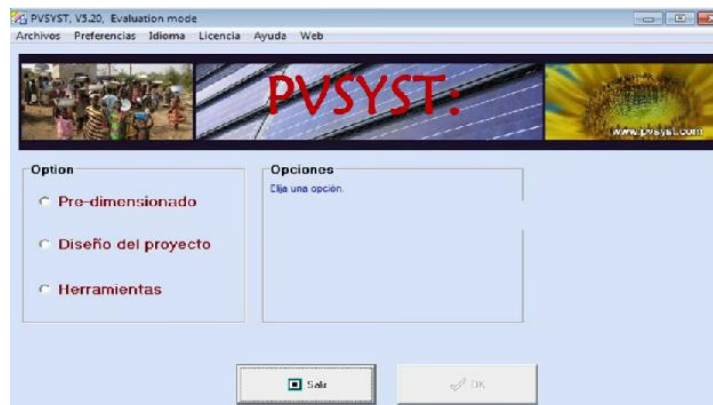 PVSYST, V5.20, Evaluation mode
Archivos Preferencias Idioma Licencia Ayuda Web
PVSYST:
www.pvsyst.com
Option
Pre-dimensionado
Diseño del proyecto
Herramientas
Opciones
Elija una opción.
Salir
OK